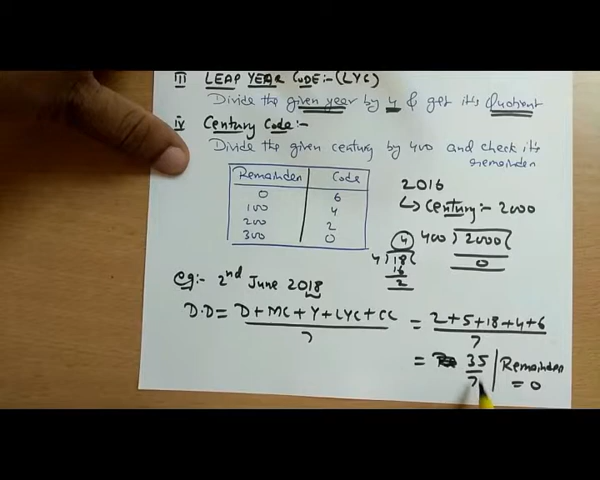 III LEAP YEAR CODE:-(LYC)
Divide the given year by 4 & get it's Quotient
iv Century Code:-
Divide the given century by 400 and check it's remainder
Remainder Code
0 6
100 4
200 2
300 0
2016
↳ Century:- 2000
400 ) 2000 (
0
4
4 ) 18 (
16
2
eg:- 2nd June 2018
D.D = D + MC + Y + LYC + CC / 7 = 2+5+18+4+6 / 7
= 35 / 7 | Remainder = 0